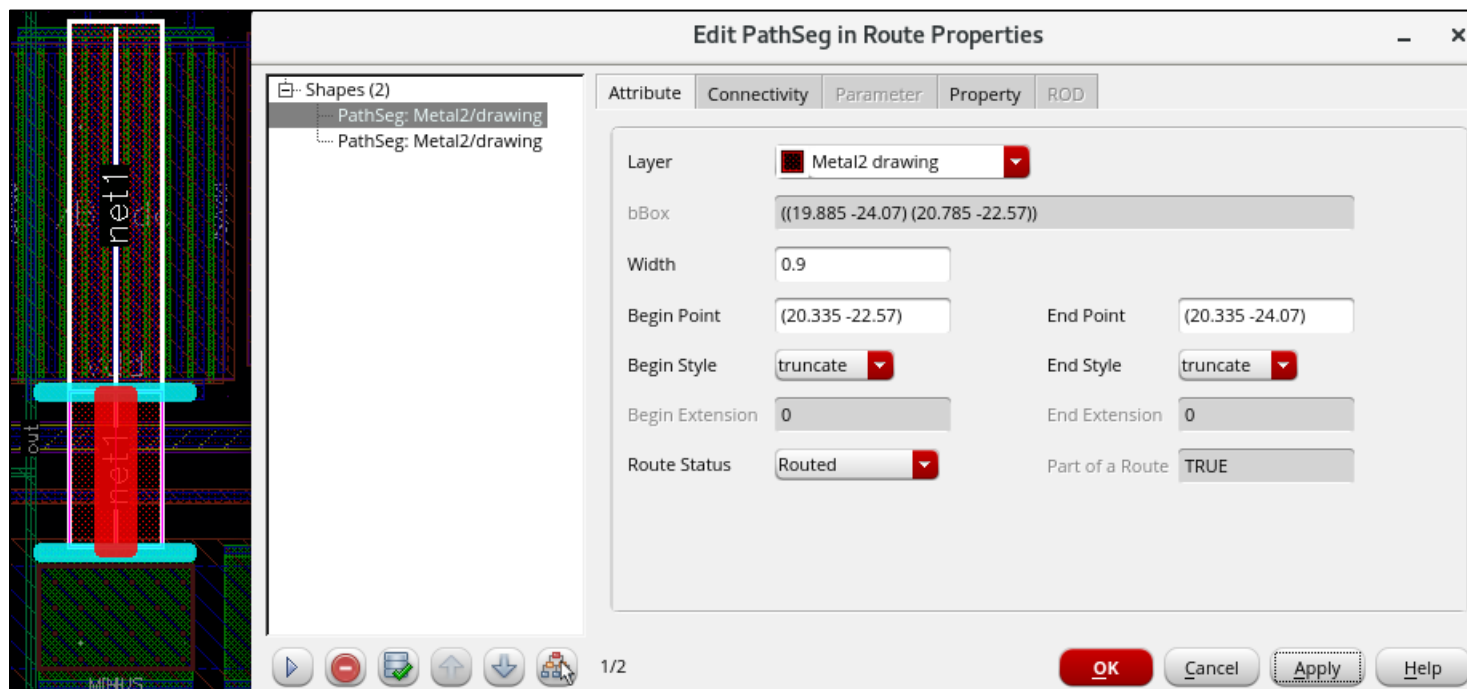 Edit PathSeg in Route Properties
Shapes (2)
PathSeg: Metal2/drawing
PathSeg: Metal2/drawing
Attribute Connectivity Parameter Property ROD
Layer Metal2 drawing
bBox ((19.885 -24.07) (20.785 -22.57))
Width 0.9
Begin Point (20.335 -22.57) End Point (20.335 -24.07)
Begin Style truncate End Style truncate
Begin Extension 0 End Extension 0
Route Status Routed Part of a Route TRUE
1/2
OK Cancel Apply Help
net1
net1
out